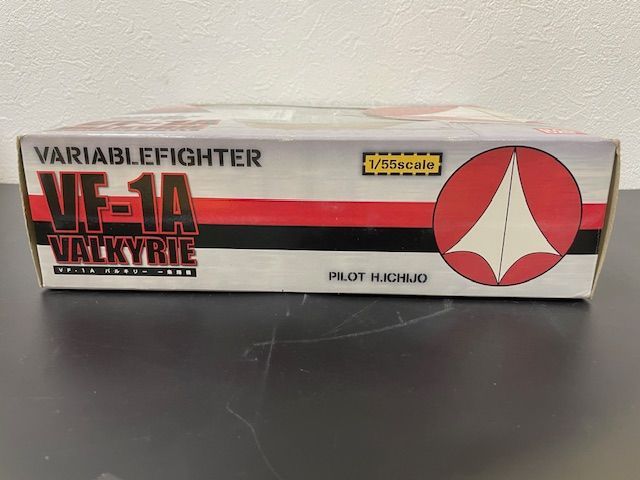 VARIABLEFIGHTER
1/55scale
VF-1A
VALKYRIE
VF-1A バルキリー 一条輝機
PILOT H.ICHIJO